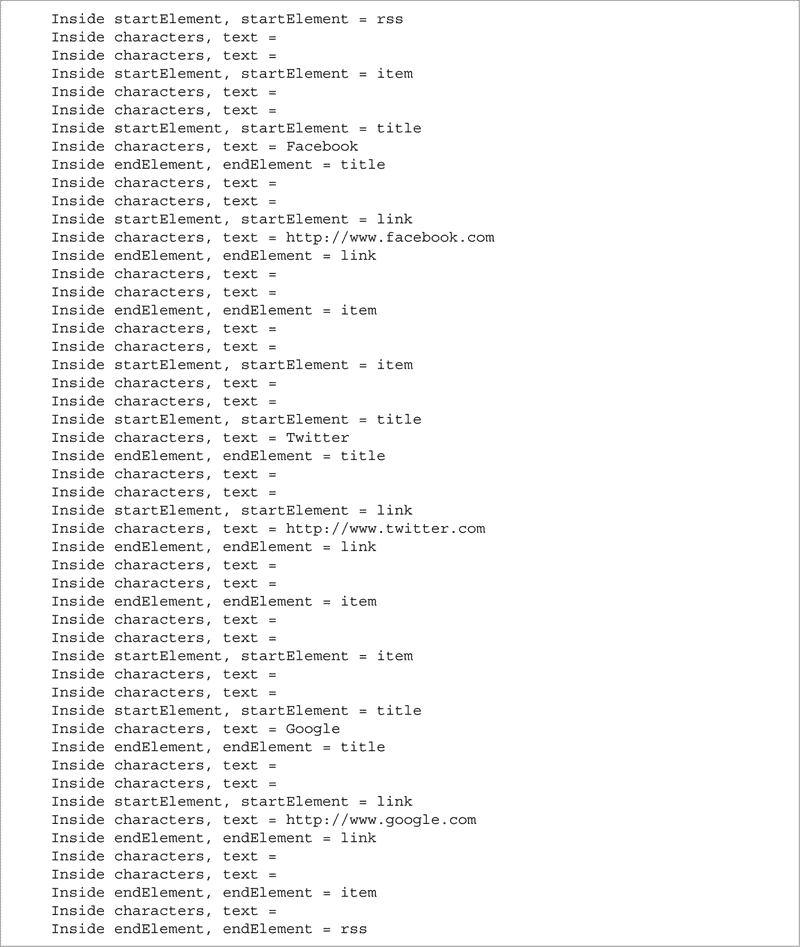 Inside startElement, startElement = rss
Inside characters, text =
Inside characters, text =
Inside startElement, startElement = item
Inside characters, text =
Inside characters, text =
Inside startElement, startElement = title
Inside characters, text = Facebook
Inside endElement, endElement = title
Inside characters, text =
Inside characters, text =
Inside startElement, startElement = link
Inside characters, text = http://www.facebook.com
Inside endElement, endElement = link
Inside characters, text =
Inside characters, text =
Inside endElement, endElement = item
Inside characters, text =
Inside characters, text =
Inside startElement, startElement = item
Inside characters, text =
Inside characters, text =
Inside startElement, startElement = title
Inside characters, text = Twitter
Inside endElement, endElement = title
Inside characters, text =
Inside characters, text =
Inside startElement, startElement = link
Inside characters, text = http://www.twitter.com
Inside endElement, endElement = link
Inside characters, text =
Inside characters, text =
Inside endElement, endElement = item
Inside characters, text =
Inside characters, text =
Inside startElement, startElement = item
Inside characters, text =
Inside characters, text =
Inside startElement, startElement = title
Inside characters, text = Google
Inside endElement, endElement = title
Inside characters, text =
Inside characters, text =
Inside startElement, startElement = link
Inside characters, text = http://www.google.com
Inside endElement, endElement = link
Inside characters, text =
Inside characters, text =
Inside endElement, endElement = item
Inside characters, text =
Inside endElement, endElement = rss